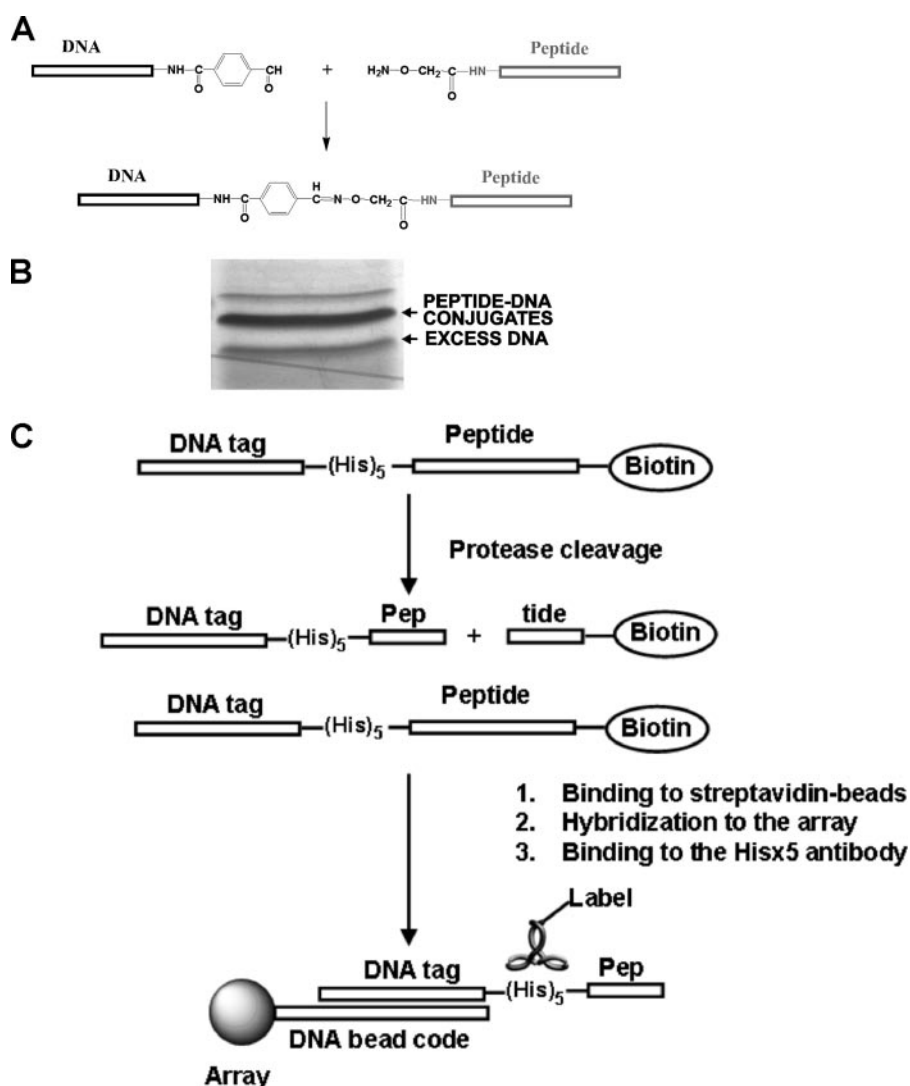 A
DNA
NH C CH
O O
+
H₂N O CH₂ C HN
O
Peptide
DNA
NH C C=N O CH₂ C HN
H
O O
Peptide
B
PEPTIDE-DNA
CONJUGATES
EXCESS DNA
C
DNA tag (His)₅ Peptide Biotin
Protease cleavage
DNA tag (His)₅ Pep + tide Biotin
DNA tag (His)₅ Peptide Biotin
1. Binding to streptavidin-beads
2. Hybridization to the array
3. Binding to the Hisx5 antibody
Label
DNA tag (His)₅ Pep
DNA bead code
Array